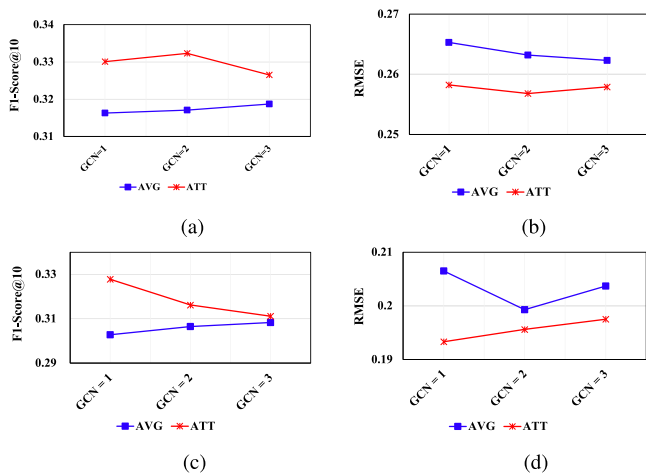 F1-Score@10
0.34
0.33
0.32
0.31
GCN=1
GCN=2
GCN=3
AVG ATT
(a)
RMSE
0.27
0.26
0.25
GCN=1
GCN=2
GCN=3
AVG ATT
(b)
F1-Score@10
0.33
0.31
0.29
GCN = 1
GCN = 2
GCN = 3
AVG ATT
(c)
RMSE
0.21
0.2
0.19
GCN = 1
GCN = 2
GCN = 3
AVG ATT
(d)